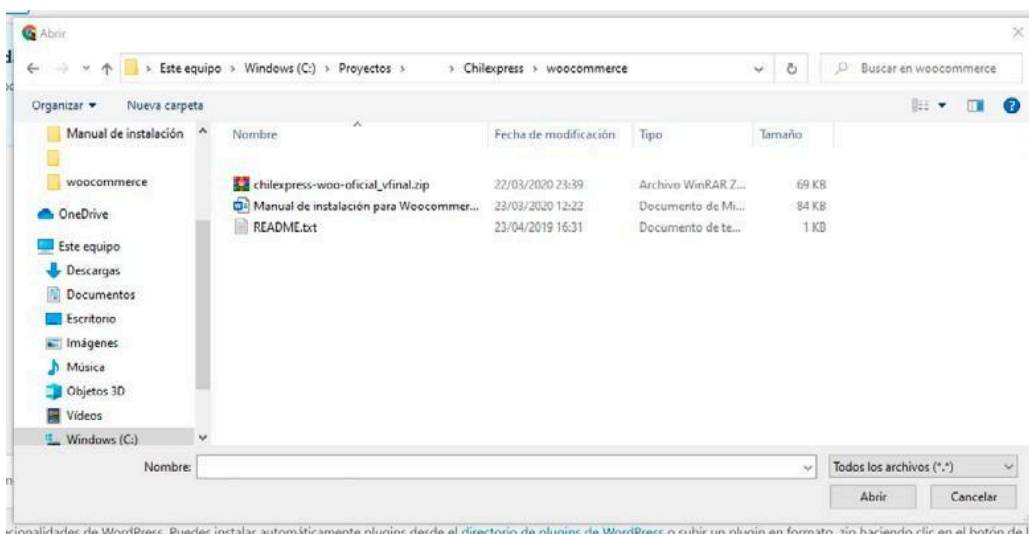 Abrir
Este equipo > Windows (C:) > Proyectos > > Chilexpress > woocommerce
Buscar en woocommerce
Organizar Nueva carpeta
Manual de instalación
woocommerce
OneDrive
Este equipo
Descargas
Documentos
Escritorio
Imágenes
Música
Objetos 3D
Vídeos
Windows (C:)
Nombre Fecha de modificación Tipo Tamaño
chilexpress-woo-oficial_vfinal.zip 22/03/2020 23:39 Archivo WinRAR Z... 69 KB
Manual de instalación para Woocommer... 23/03/2020 12:22 Documento de Mi... 84 KB
README.txt 23/04/2019 16:31 Documento de te... 1 KB
Nombre:
Todos los archivos (*.*)
Abrir Cancelar
de WordPress. Puedes instalar automáticamente plugins desde el directorio de plugins de WordPress o subir un plugin en formato .zip haciendo clic en el botón de